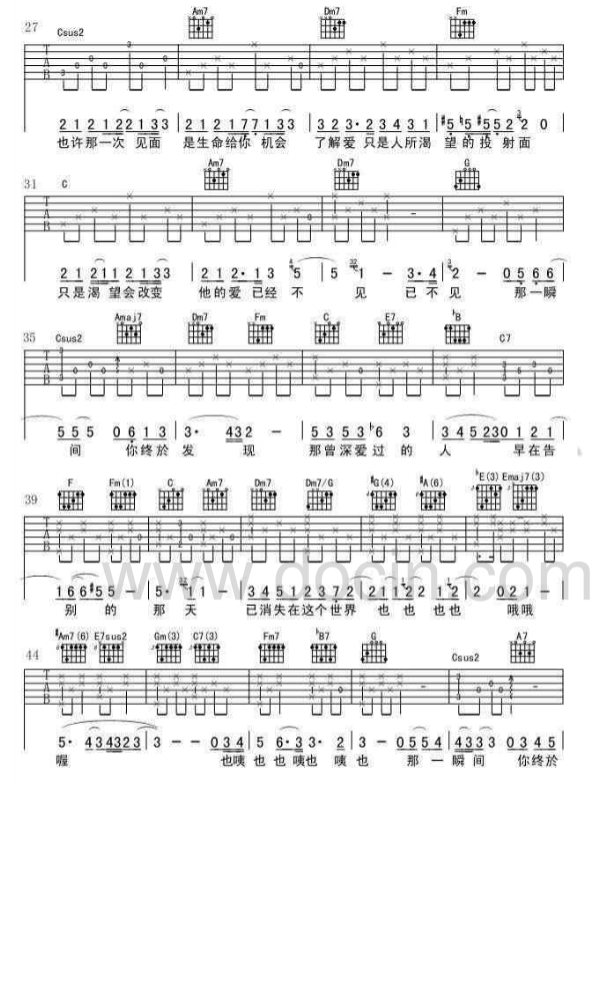 27 Csus2 Am7 Dm7 Fm
T A B
2 1 2 1 2 2 1 3 3 | 2 1 2 1 7 7 1 3 3 | 3 2 3 · 2 3 4 3 1 | #5 5 #5 5 2 2 0
也许那一次 见面 是生命给你 机会 了解爱 只是人所渴 望的投 射面
31 C Am7 Dm7 G
2 1 2 1 1 2 1 3 3 | 2 1 2 · 1 3 5 | 5 1 — 3 · 4 | 2 — 0 5 6 6
只是渴 望会改变 他的爱 已经 不 见 已 不 见 那一瞬
35 Csus2 Amaj7 Dm7 Fm C E7 bB C7
5 5 5 0 6 1 3 | 3 · 4 3 2 — | 5 3 5 3 b6 3 | 3 4 5 2 3 0 1 2 1
间 你终於 发 现 那曾深爱 过 的 人 早在告
39 F Fm(1) C Am7 Dm7 Dm7/G #G(4) #A(6) bE(3) Emaj7(3)
1 6 6 #5 5 — | 5 · 1 — | 3 4 5 1 2 3 7 2 | 2 1 1 2 1 2 2 | 0 2 1 —
别 的 那 天 已消失在这个世界 也 也 也也 哦哦
www.docin.com
44 #Am7(6) E7sus2 Gm(3) C7(3) Fm7 bB7 G Csus2 A7
5 · 4 3 4 3 2 3 | 3 — — 0 3 4 | 5 6 · 3 3 · 2 | 3 — 0 5 5 4 | 4 3 3 3 0 3 4 5
喔 也咦 也 也 咦也 咦 也 那 一 瞬 间 你终於